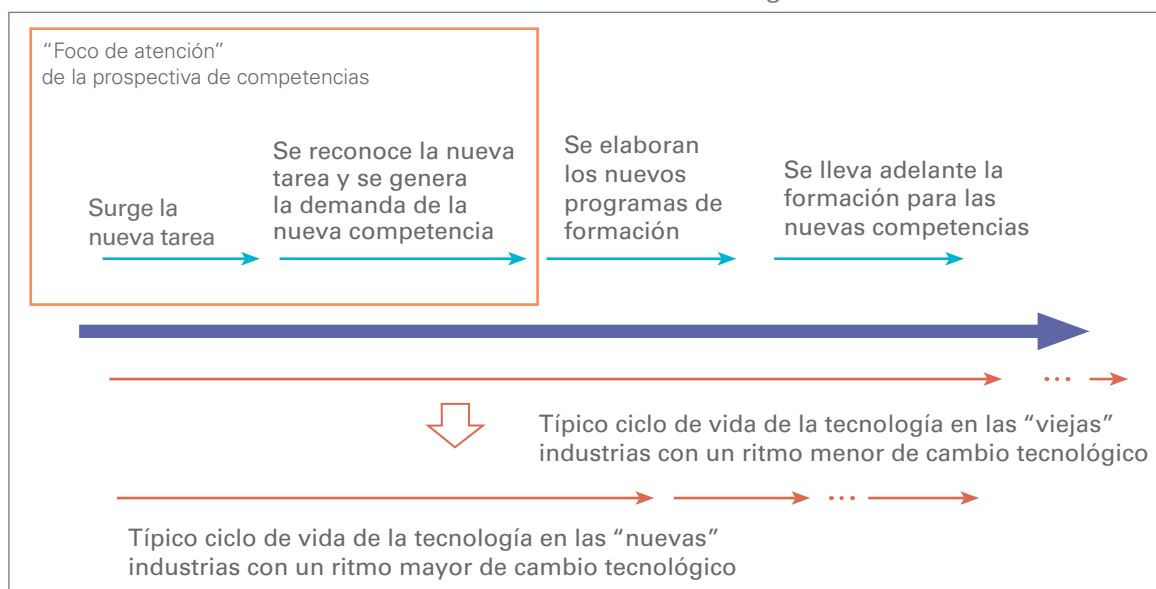 “Foco de atención”
de la prospectiva de competencias
Surge la
nueva tarea
Se reconoce la nueva
tarea y se genera
la demanda de la
nueva competencia
Se elaboran
los nuevos
programas de
formación
Se lleva adelante la
formación para las
nuevas competencias
...
Típico ciclo de vida de la tecnología en las “viejas”
industrias con un ritmo menor de cambio tecnológico
...
Típico ciclo de vida de la tecnología en las “nuevas”
industrias con un ritmo mayor de cambio tecnológico